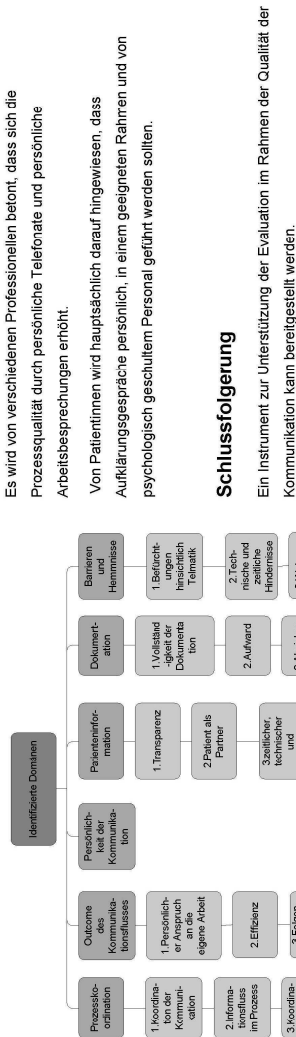 Es wird von verschiedenen Professionellen betont, dass sich die
Prozessqualität durch persönliche Telefonate und persönliche
Arbeitsbesprechungen erhöht.
Von Patientinnen wird hauptsächlich darauf hingewiesen, dass
Aufklärungsgespräche persönlich, in einem geeigneten Rahmen und von
psychologisch geschultem Personal geführt werden sollten.
Schlussfolgerung
Ein Instrument zur Unterstützung der Evaluation im Rahmen der Qualität der
Kommunikation kann bereitgestellt werden.
Identifizierte Domänen
Prozessko-
ordination
1.Koordina-
ton der
Kommuni-
kation
2.Informa-
tionsfluss
im Prozess
3.Koordina-
Outcome
des
Kommunika-
tionsflusses
1.Persönlich-
er Anspruch
an die
eigene Arbeit
2.Effizienz
3.Folgen
Persönlich-
keit der
Kommunika-
tion
Patienteninfor-
mation
1.Transparenz
2.Patient als
Partner
3.zeitlicher,
technischer
und
Dokument-
ation
1.Vollständ
-igkeit der
Dokumenta
tion
2.Aufward
Barrieren
und
Hemmnisse
1.Befürcht-
ungen
hinsichtlich
Telmatik
2.Tech-
nische und
zeitliche
Hindernisse